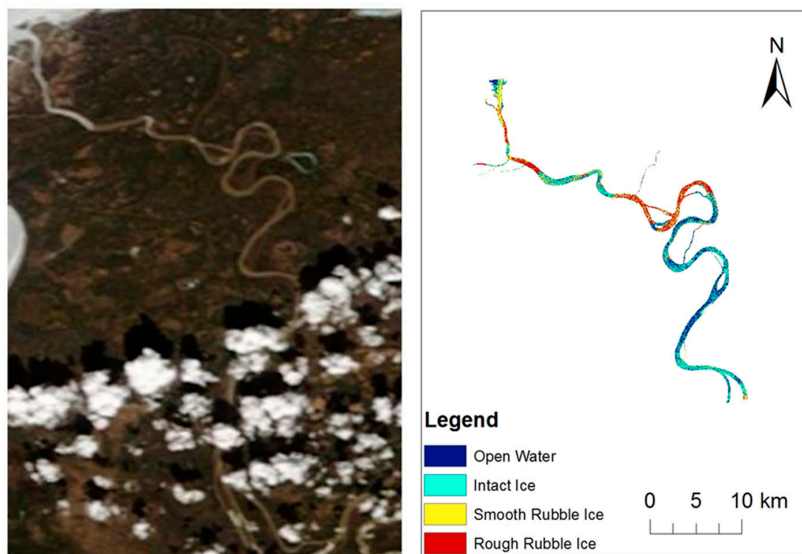 N
Legend
Open Water
Intact Ice
Smooth Rubble Ice
Rough Rubble Ice
0 5 10 km